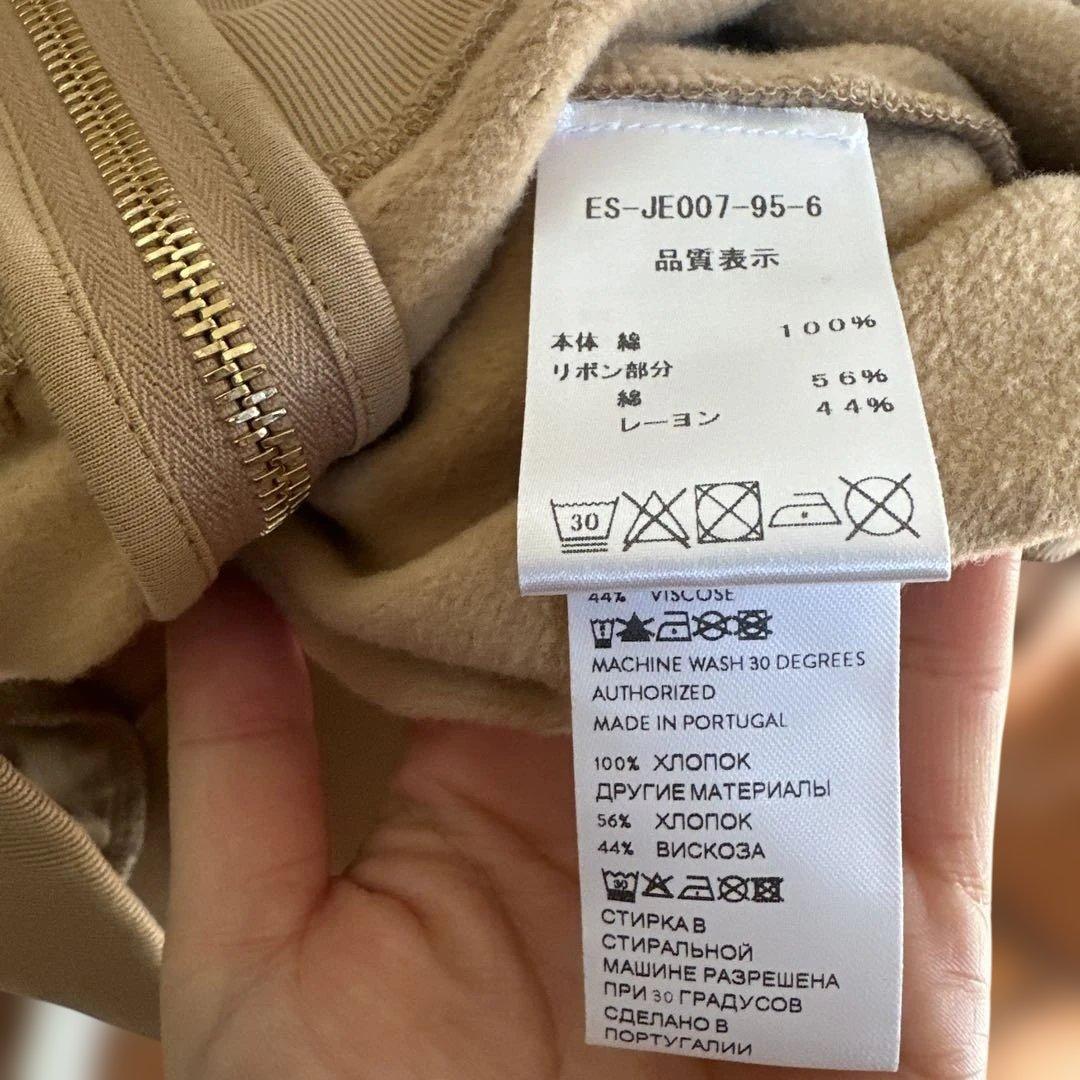 ES-JE007-95-6
品質表示
本体 綿 100%
リボン部分
綿 56%
レーヨン 44%
30
44% VISCOSE
MACHINE WASH 30 DEGREES
AUTHORIZED
MADE IN PORTUGAL
100% ХЛОПОК
ДРУГИЕ МАТЕРИАЛЫ
56% ХЛОПОК
44% ВИСКОЗА
30
СТИРКА В
СТИРАЛЬНОЙ
МАШИНЕ РАЗРЕШЕНА
ПРИ 30 ГРАДУСОВ
СДЕЛАНО В
ПОРТУГАЛИИ